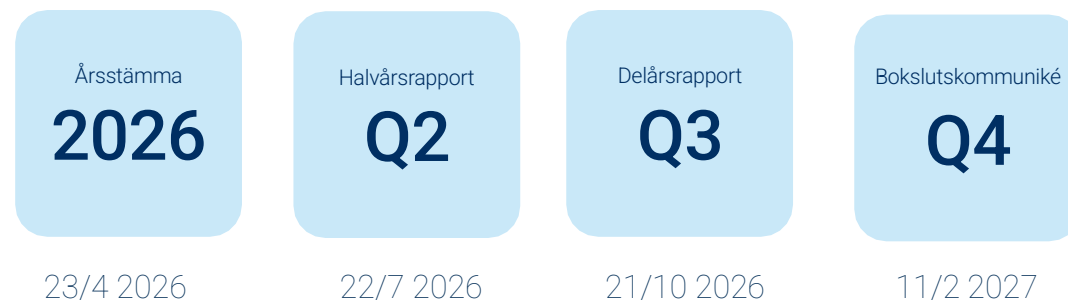 Årsstämma
2026
23/4 2026
Halvårsrapport
Q2
22/7 2026
Delårsrapport
Q3
21/10 2026
Bokslutskommuniké
Q4
11/2 2027